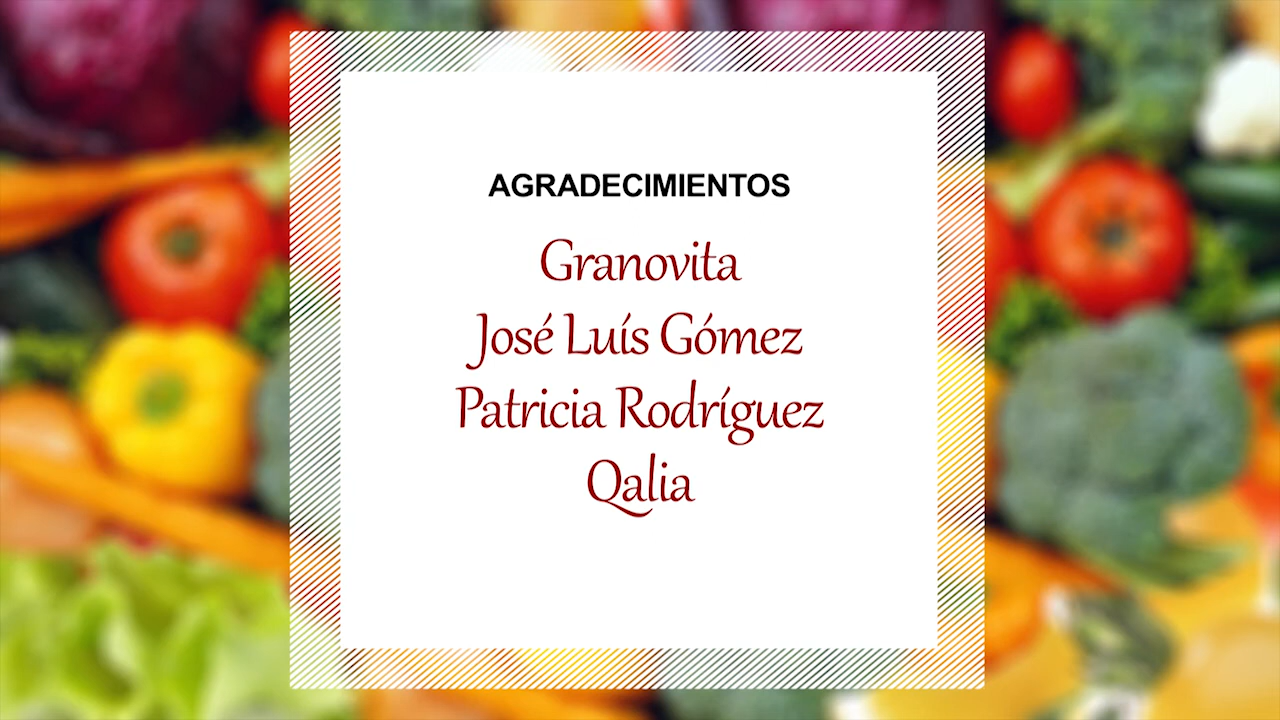 AGRADECIMIENTOS
Granovita
José Luís Gómez
Patricia Rodríguez
Qalia